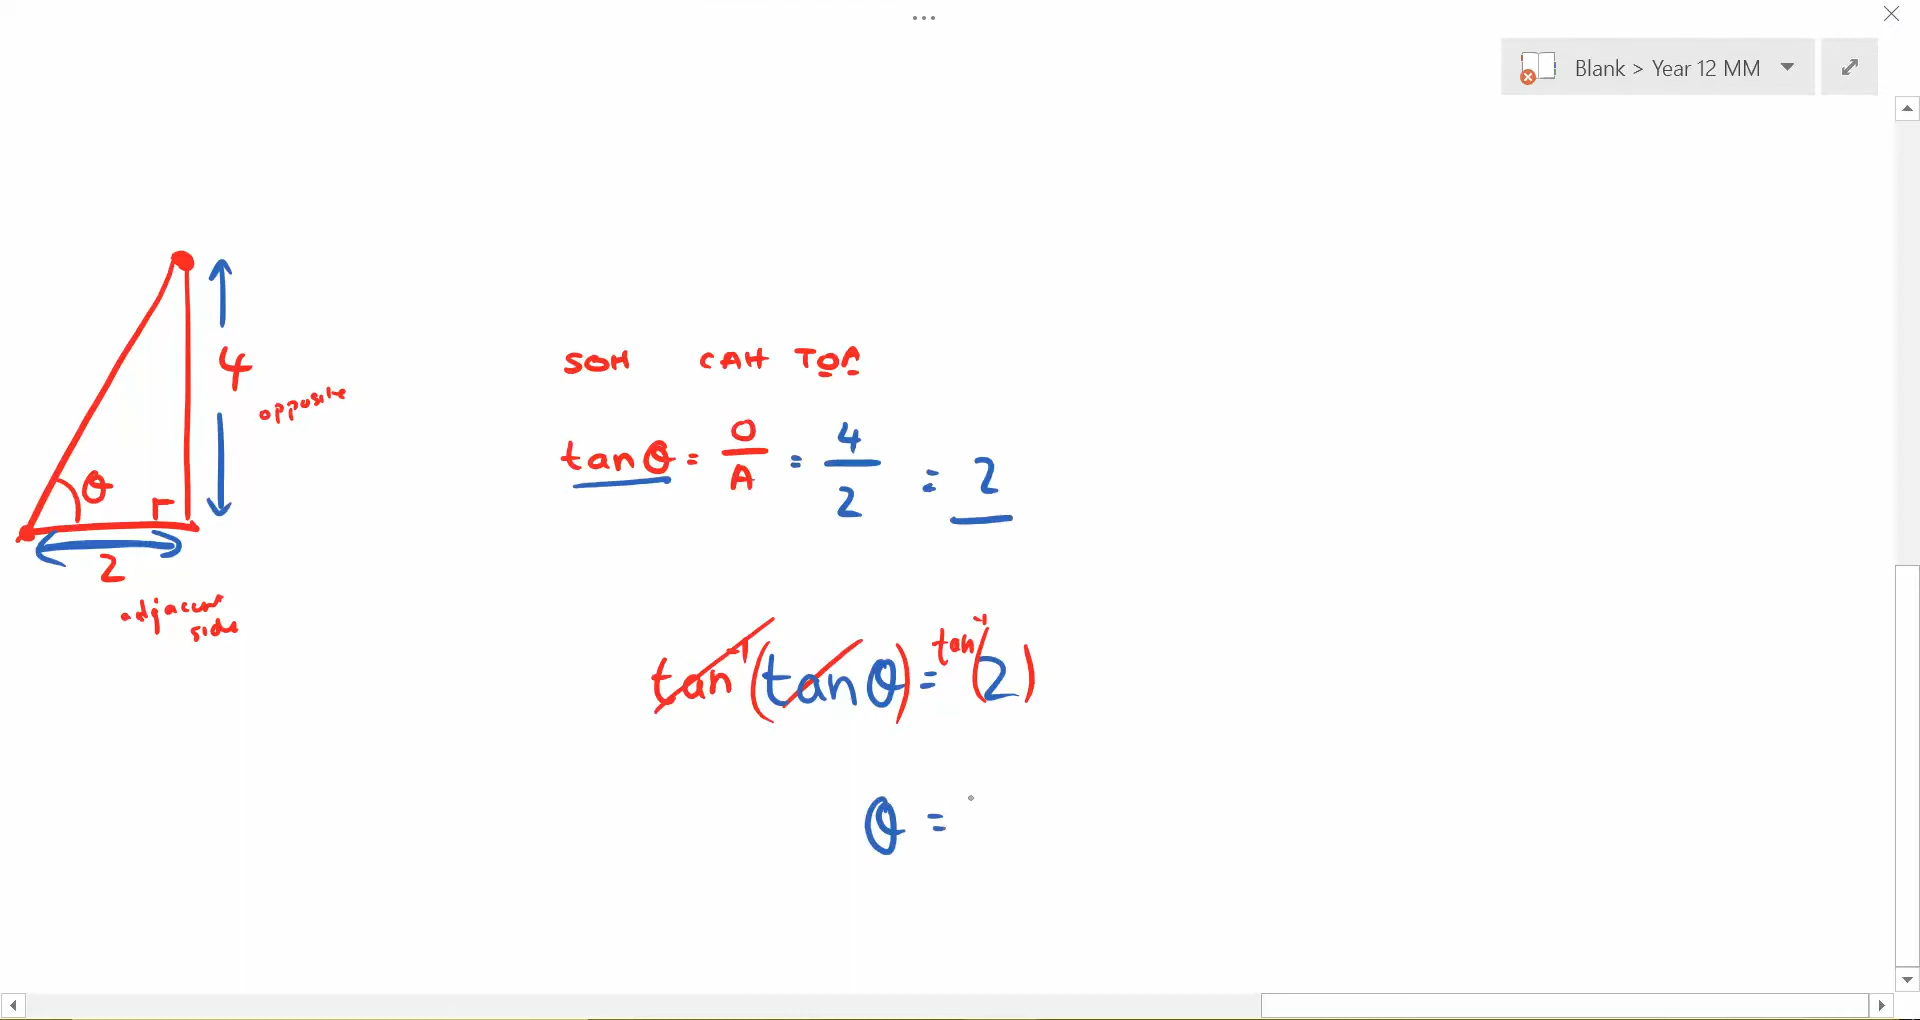 ...
Blank > Year 12 MM
4
opposite
θ
2
adjacent
side
SOH CAH TOA
tanθ = O/A = 4/2 = 2
tan⁻¹(tanθ) = tan⁻¹(2)
θ =